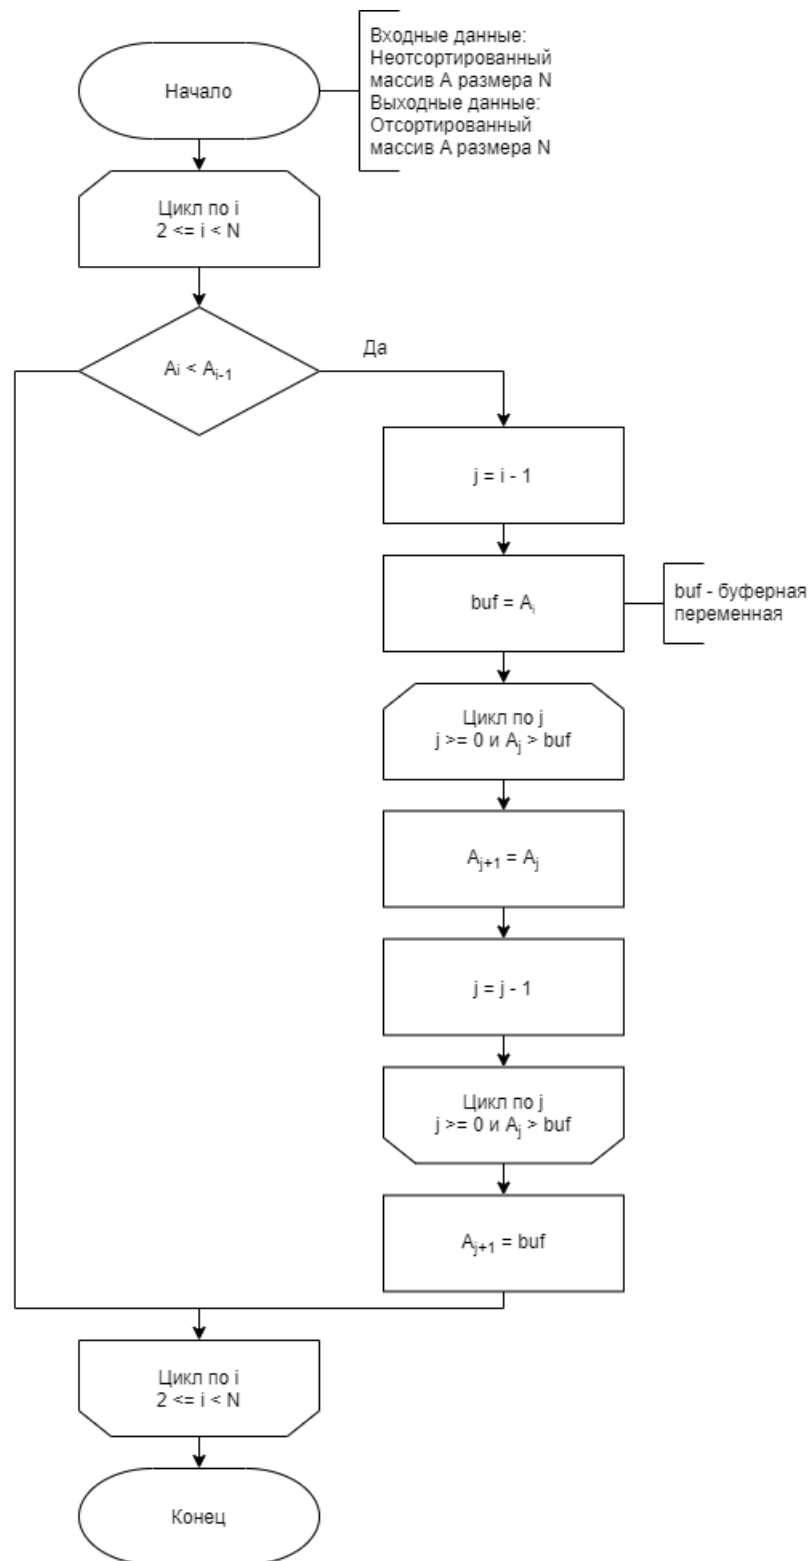 Начало
Входные данные:
Неотсортированный
массив А размера N
Выходные данные:
Отсортированный
массив А размера N
Цикл по i
2 <= i < N
Ai < Ai-1
Да
j = i - 1
buf = Ai
buf - буферная
переменная
Цикл по j
j >= 0 и Aj > buf
Aj+1 = Aj
j = j - 1
Цикл по j
j >= 0 и Aj > buf
Aj+1 = buf
Цикл по i
2 <= i < N
Конец